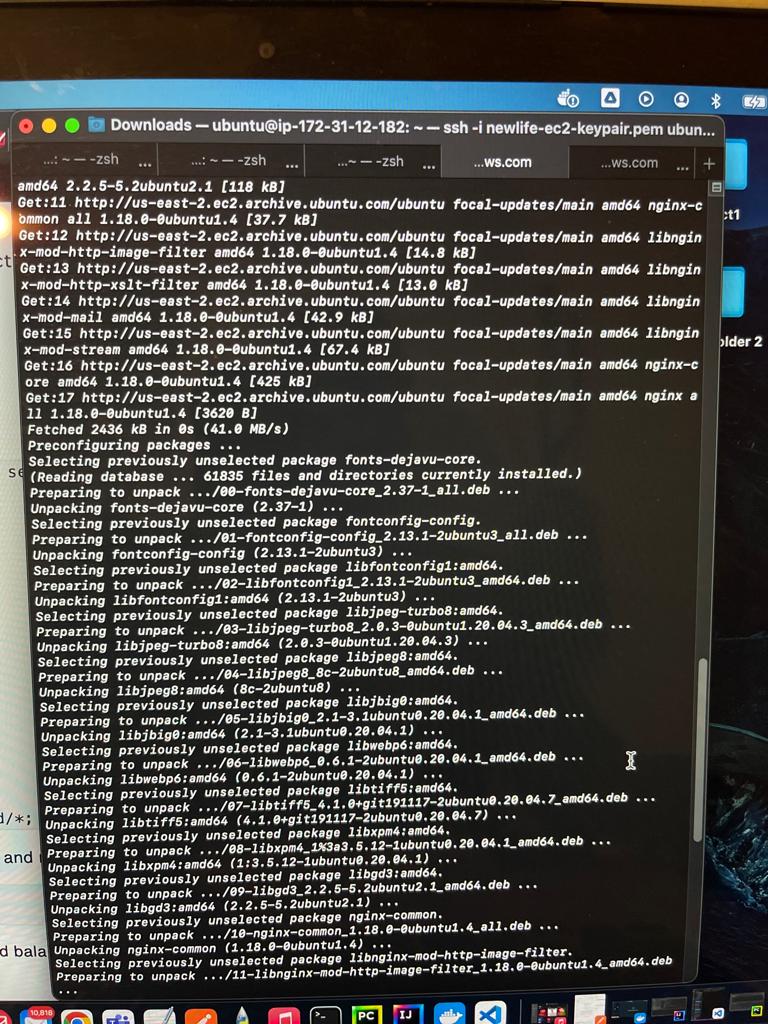 Downloads — ubuntu@ip-172-31-12-182: ~ — ssh -i newlife-ec2-keypair.pem ubun...
...: ~ — -zsh ... ...: ~ — -zsh ... ...~ — -zsh ... ...ws.com ...ws.com ... +
amd64 2.2.5-5.2ubuntu2.1 [118 kB]
Get:11 http://us-east-2.ec2.archive.ubuntu.com/ubuntu focal-updates/main amd64 nginx-c
ommon all 1.18.0-0ubuntu1.4 [37.7 kB]
Get:12 http://us-east-2.ec2.archive.ubuntu.com/ubuntu focal-updates/main amd64 libngin
x-mod-http-image-filter amd64 1.18.0-0ubuntu1.4 [14.8 kB]
Get:13 http://us-east-2.ec2.archive.ubuntu.com/ubuntu focal-updates/main amd64 libngin
x-mod-http-xslt-filter amd64 1.18.0-0ubuntu1.4 [13.0 kB]
Get:14 http://us-east-2.ec2.archive.ubuntu.com/ubuntu focal-updates/main amd64 libngin
x-mod-mail amd64 1.18.0-0ubuntu1.4 [42.9 kB]
Get:15 http://us-east-2.ec2.archive.ubuntu.com/ubuntu focal-updates/main amd64 libngin
x-mod-stream amd64 1.18.0-0ubuntu1.4 [67.4 kB]
Get:16 http://us-east-2.ec2.archive.ubuntu.com/ubuntu focal-updates/main amd64 nginx-c
ore amd64 1.18.0-0ubuntu1.4 [425 kB]
Get:17 http://us-east-2.ec2.archive.ubuntu.com/ubuntu focal-updates/main amd64 nginx a
ll 1.18.0-0ubuntu1.4 [3620 B]
Fetched 2436 kB in 0s (41.0 MB/s)
Preconfiguring packages ...
Selecting previously unselected package fonts-dejavu-core.
(Reading database ... 61835 files and directories currently installed.)
Preparing to unpack .../00-fonts-dejavu-core_2.37-1_all.deb ...
Unpacking fonts-dejavu-core (2.37-1) ...
Selecting previously unselected package fontconfig-config.
Preparing to unpack .../01-fontconfig-config_2.13.1-2ubuntu3_all.deb ...
Unpacking fontconfig-config (2.13.1-2ubuntu3) ...
Selecting previously unselected package libfontconfig1:amd64.
Preparing to unpack .../02-libfontconfig1_2.13.1-2ubuntu3_amd64.deb ...
Unpacking libfontconfig1:amd64 (2.13.1-2ubuntu3) ...
Selecting previously unselected package libjpeg-turbo8:amd64.
Preparing to unpack .../03-libjpeg-turbo8_2.0.3-0ubuntu1.20.04.3_amd64.deb ...
Unpacking libjpeg-turbo8:amd64 (2.0.3-0ubuntu1.20.04.3) ...
Selecting previously unselected package libjpeg8:amd64.
Preparing to unpack .../04-libjpeg8_8c-2ubuntu8_amd64.deb ...
Unpacking libjpeg8:amd64 (8c-2ubuntu8) ...
Selecting previously unselected package libjbig0:amd64.
Preparing to unpack .../05-libjbig0_2.1-3.1ubuntu0.20.04.1_amd64.deb ...
Unpacking libjbig0:amd64 (2.1-3.1ubuntu0.20.04.1) ...
Selecting previously unselected package libwebp6:amd64.
Preparing to unpack .../06-libwebp6_0.6.1-2ubuntu0.20.04.1_amd64.deb ...
Unpacking libwebp6:amd64 (0.6.1-2ubuntu0.20.04.1) ...
Selecting previously unselected package libtiff5:amd64.
Preparing to unpack .../07-libtiff5_4.1.0+git191117-2ubuntu0.20.04.7_amd64.deb ...
Unpacking libtiff5:amd64 (4.1.0+git191117-2ubuntu0.20.04.7) ...
Selecting previously unselected package libxpm4:amd64.
Preparing to unpack .../08-libxpm4_1%3a3.5.12-1ubuntu0.20.04.1_amd64.deb ...
Unpacking libxpm4:amd64 (1:3.5.12-1ubuntu0.20.04.1) ...
Selecting previously unselected package libgd3:amd64.
Preparing to unpack .../09-libgd3_2.2.5-5.2ubuntu2.1_amd64.deb ...
Unpacking libgd3:amd64 (2.2.5-5.2ubuntu2.1) ...
Selecting previously unselected package nginx-common.
Preparing to unpack .../10-nginx-common_1.18.0-0ubuntu1.4_all.deb ...
Unpacking nginx-common (1.18.0-0ubuntu1.4) ...
Selecting previously unselected package libnginx-mod-http-image-filter.
Preparing to unpack .../11-libnginx-mod-http-image-filter_1.18.0-0ubuntu1.4_amd64.deb
...
ct1
older 2
d/*;
and
d bala
10,818
PC
IJ